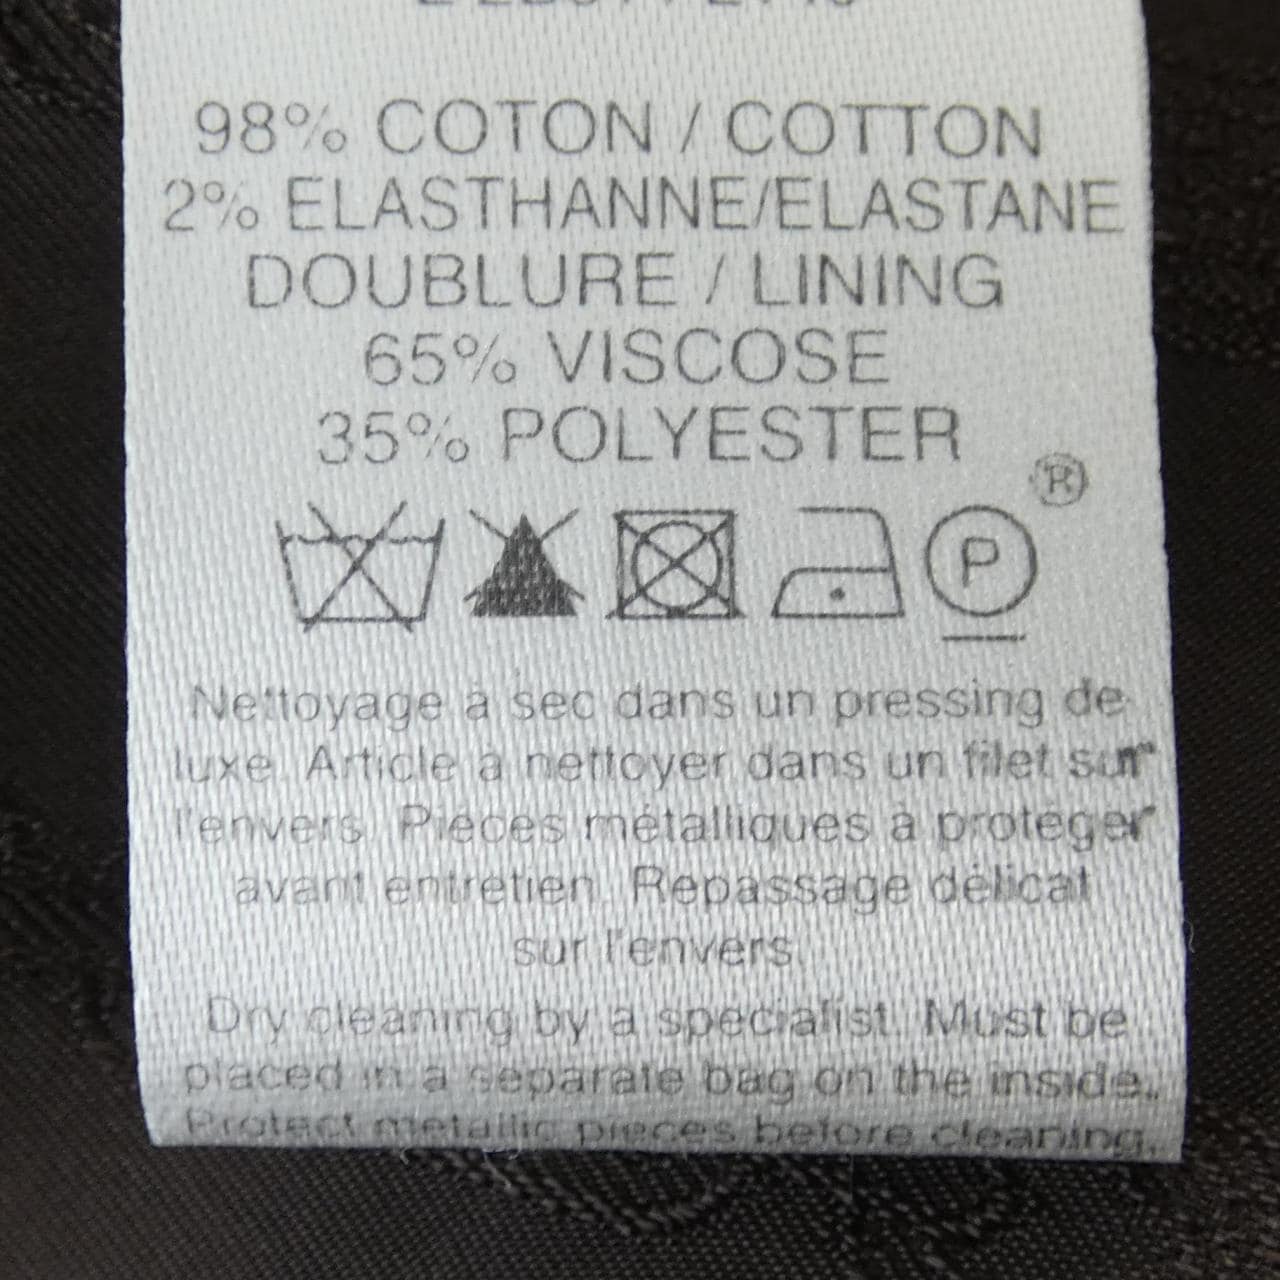 98% COTON / COTTON
2% ELASTHANNE/ELASTANE
DOUBLURE / LINING
65% VISCOSE
35% POLYESTER
®
P
Nettoyage à sec dans un pressing de
luxe. Article à nettoyer dans un filet sur
l'envers. Pièces métalliques à protéger
avant entretien. Repassage délicat
sur l'envers.
Dry cleaning by a specialist. Must be
placed in a separate bag on the inside.
Protect metallic pieces before cleaning.